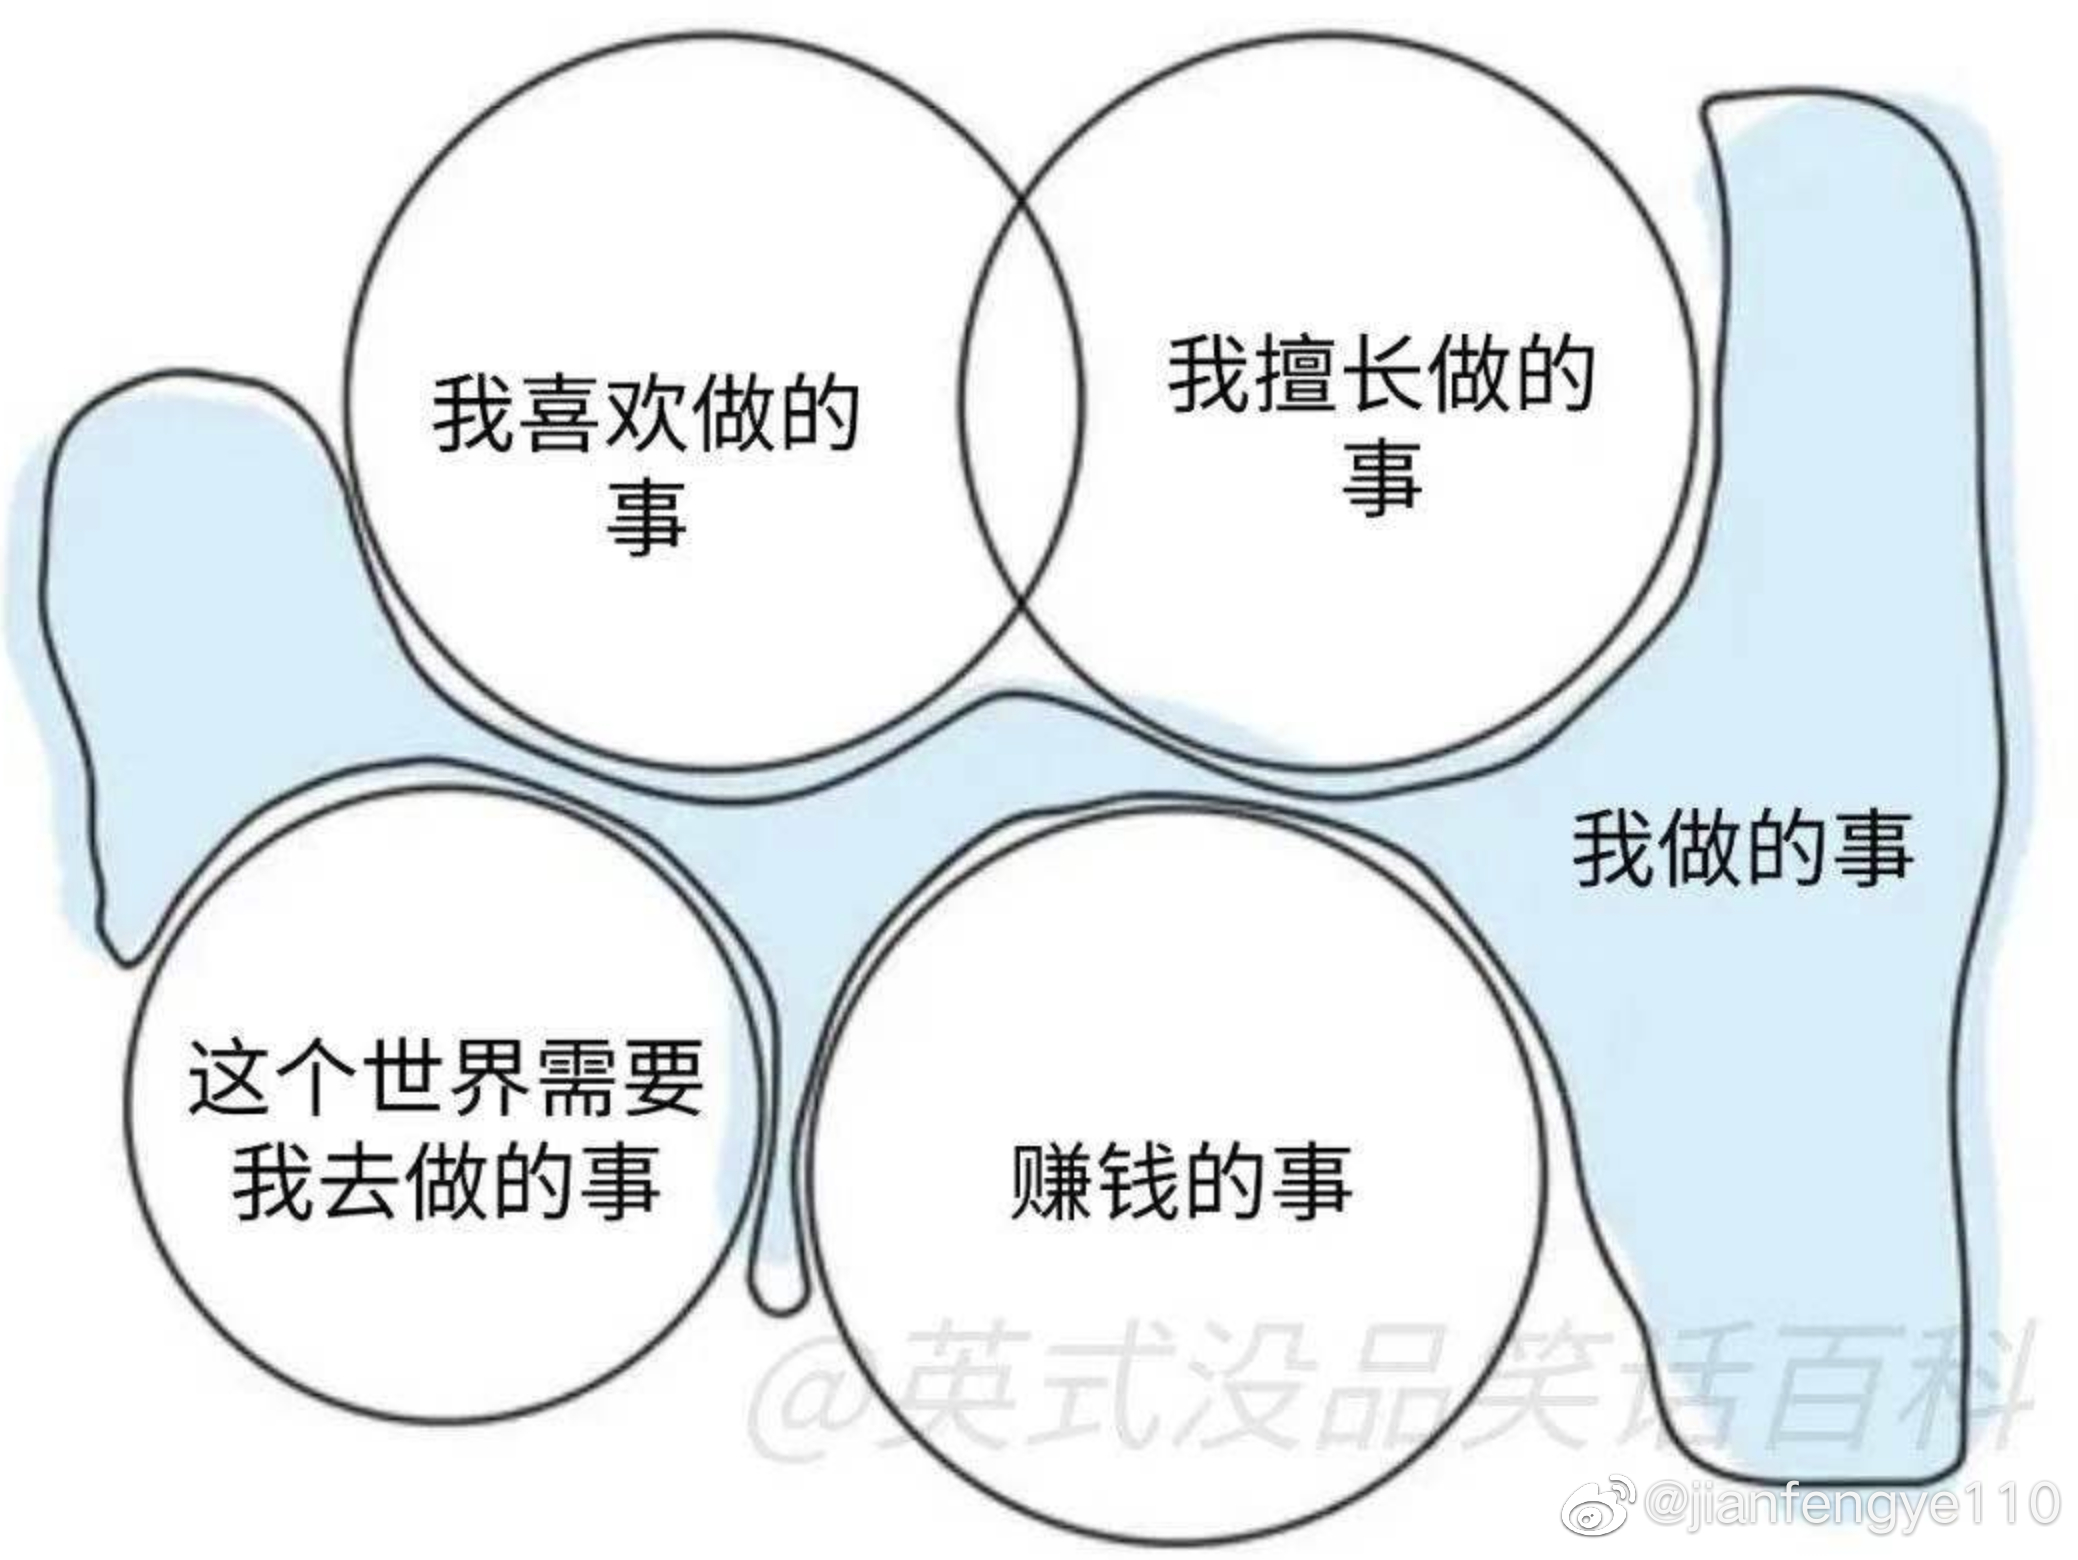 我喜欢做的
事
我擅长做的
事
我做的事
这个世界需要
我去做的事
赚钱的事
@英式没品笑话百科
@jianfengye110